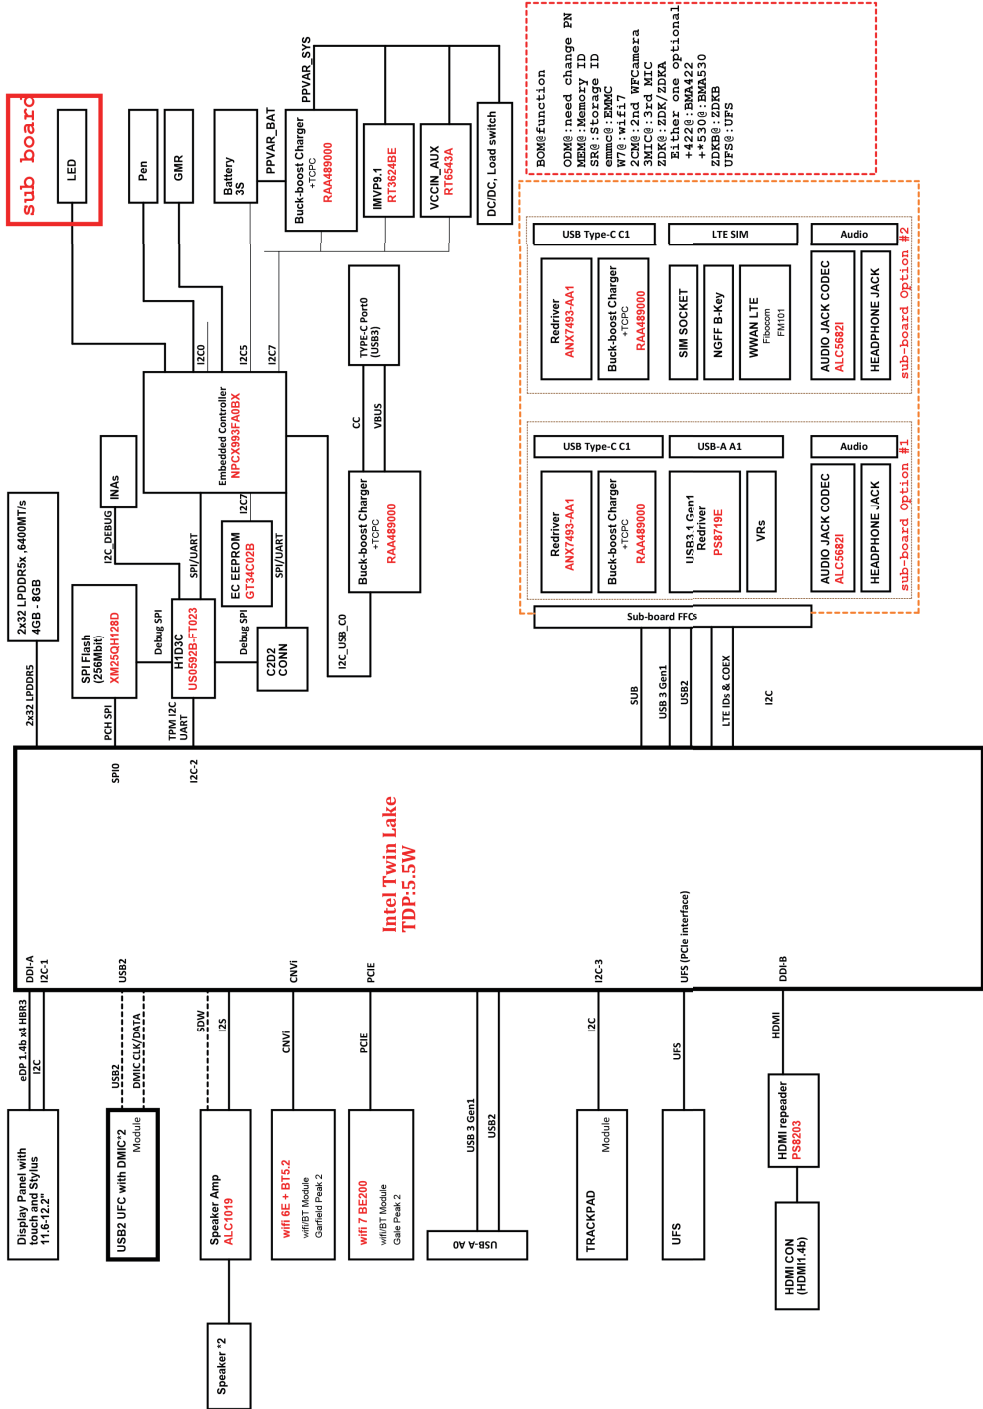 Display Panel with
touch and Stylus
11.6-12.2"
eDP 1.4b x4 HBR3
I2C
DDI-A
I2C-1
USB2 UFC with DMIC*2
Module
USB2
DMIC CLK/DATA
USB2
Speaker *2
Speaker Amp
ALC1019
SDW
I2S
wifi 6E + BT5.2
wifi/BT Module
Garfield Peak 2
CNVi
CNVi
wifi 7 BE200
wifi/BT Module
Gale Peak 2
PCIE
PCIE
USB-A A0
USB 3 Gen1
USB2
TRACKPAD
Module
I2C
I2C-3
UFS
UFS
UFS (PCIe interface)
HDMI CON
(HDMI1.4b)
HDMI repeader
PS8203
HDMI
DDI-B
Intel Twin Lake
TDP:5.5W
2x32 LPDDR5
2x32 LPDDR5x ,6400MT/s
4GB - 8GB
SPI0
PCH SPI
SPI Flash
(256Mbit)
XM25QH128D
I2C-2
TPM I2C
UART
Debug SPI
H1D3C
US0592B-FT023
Debug SPI
C2D2
CONN
I2C_DEBUG
INAs
SPI/UART
EC EEPROM
GT34C02B
I2C7
SPI/UART
Embedded Controller
NPCX993FA0BX
I2C_USB_C0
Buck-boost Charger
+TCPC
RAA489000
CC
VBUS
TYPE-C Port0
(USB3)
I2C0
I2C5
I2C7
sub board
LED
Pen
GMR
Battery
3S
PPVAR_BAT
Buck-boost Charger
+TCPC
RAA489000
PPVAR_SYS
IMVP9.1
RT3624BE
VCCIN_AUX
RT6543A
DC/DC, Load switch
SUB
USB 3 Gen1
USB2
LTE IDs & COEX
I2C
Sub-board FFCs
USB Type-C C1
Redriver
ANX7493-AA1
Buck-boost Charger
+TCPC
RAA489000
USB-A A1
USB3.1 Gen1
Redriver
PS8719E
VRs
Audio
AUDIO JACK CODEC
ALC5682I
HEADPHONE JACK
sub-board Option #1
USB Type-C C1
Redriver
ANX7493-AA1
Buck-boost Charger
+TCPC
RAA489000
LTE SIM
SIM SOCKET
NGFF B-Key
WWAN LTE
Fibocom
FM101
Audio
AUDIO JACK CODEC
ALC5682I
HEADPHONE JACK
sub-board Option #2
BOM@function
ODM@:need change PN
MEM@:Memory ID
SR@:Storage ID
emmc@:EMMC
W7@:wifi7
2CM@:2nd WFCamera
3MIC@:3rd MIC
ZDK@:ZDK/ZDKA
Either one optional
+422@:BMA422
+*530@:BMA530
ZDKB@:ZDKB
UFS@:UFS